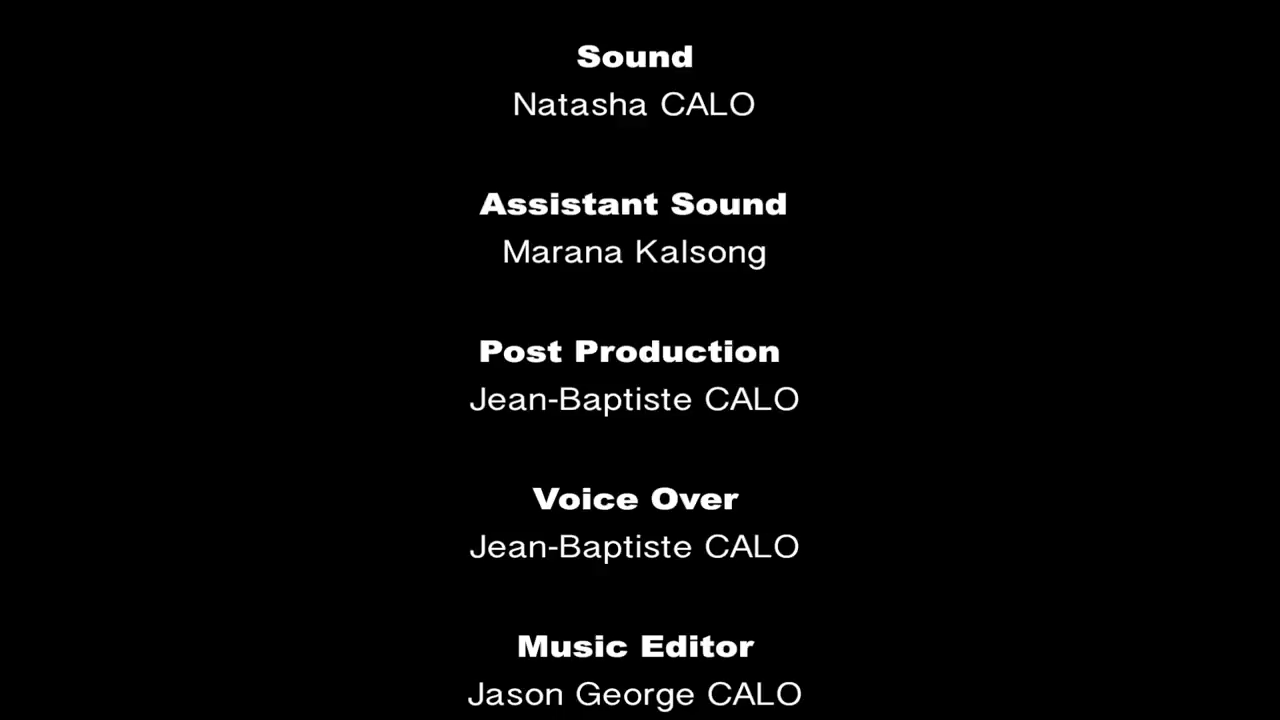 Sound
Natasha CALO
Assistant Sound
Marana Kalsong
Post Production
Jean-Baptiste CALO
Voice Over
Jean-Baptiste CALO
Music Editor
Jason George CALO